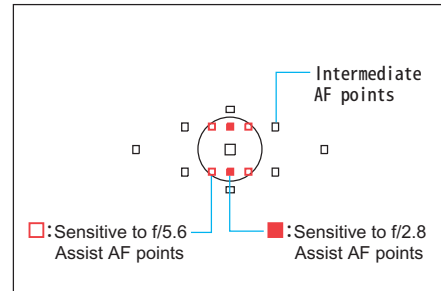 Intermediate
AF points
:Sensitive to f/5.6
Assist AF points
:Sensitive to f/2.8
Assist AF points